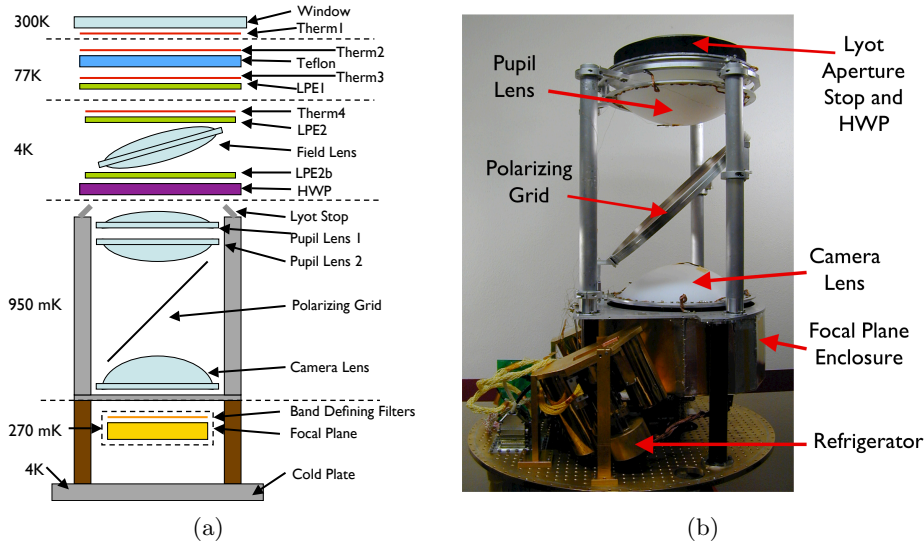 300K
Window
Therm1
Therm2
Teflon
77K
Therm3
LPE1
Therm4
LPE2
4K
Field Lens
LPE2b
HWP
Lyot Stop
Pupil Lens 1
Pupil Lens 2
950 mK
Polarizing Grid
Camera Lens
Band Defining Filters
270 mK
Focal Plane
4K
Cold Plate
(a)
Pupil
Lens
Lyot
Aperture
Stop and
HWP
Polarizing
Grid
Camera
Lens
Focal Plane
Enclosure
Refrigerator
(b)